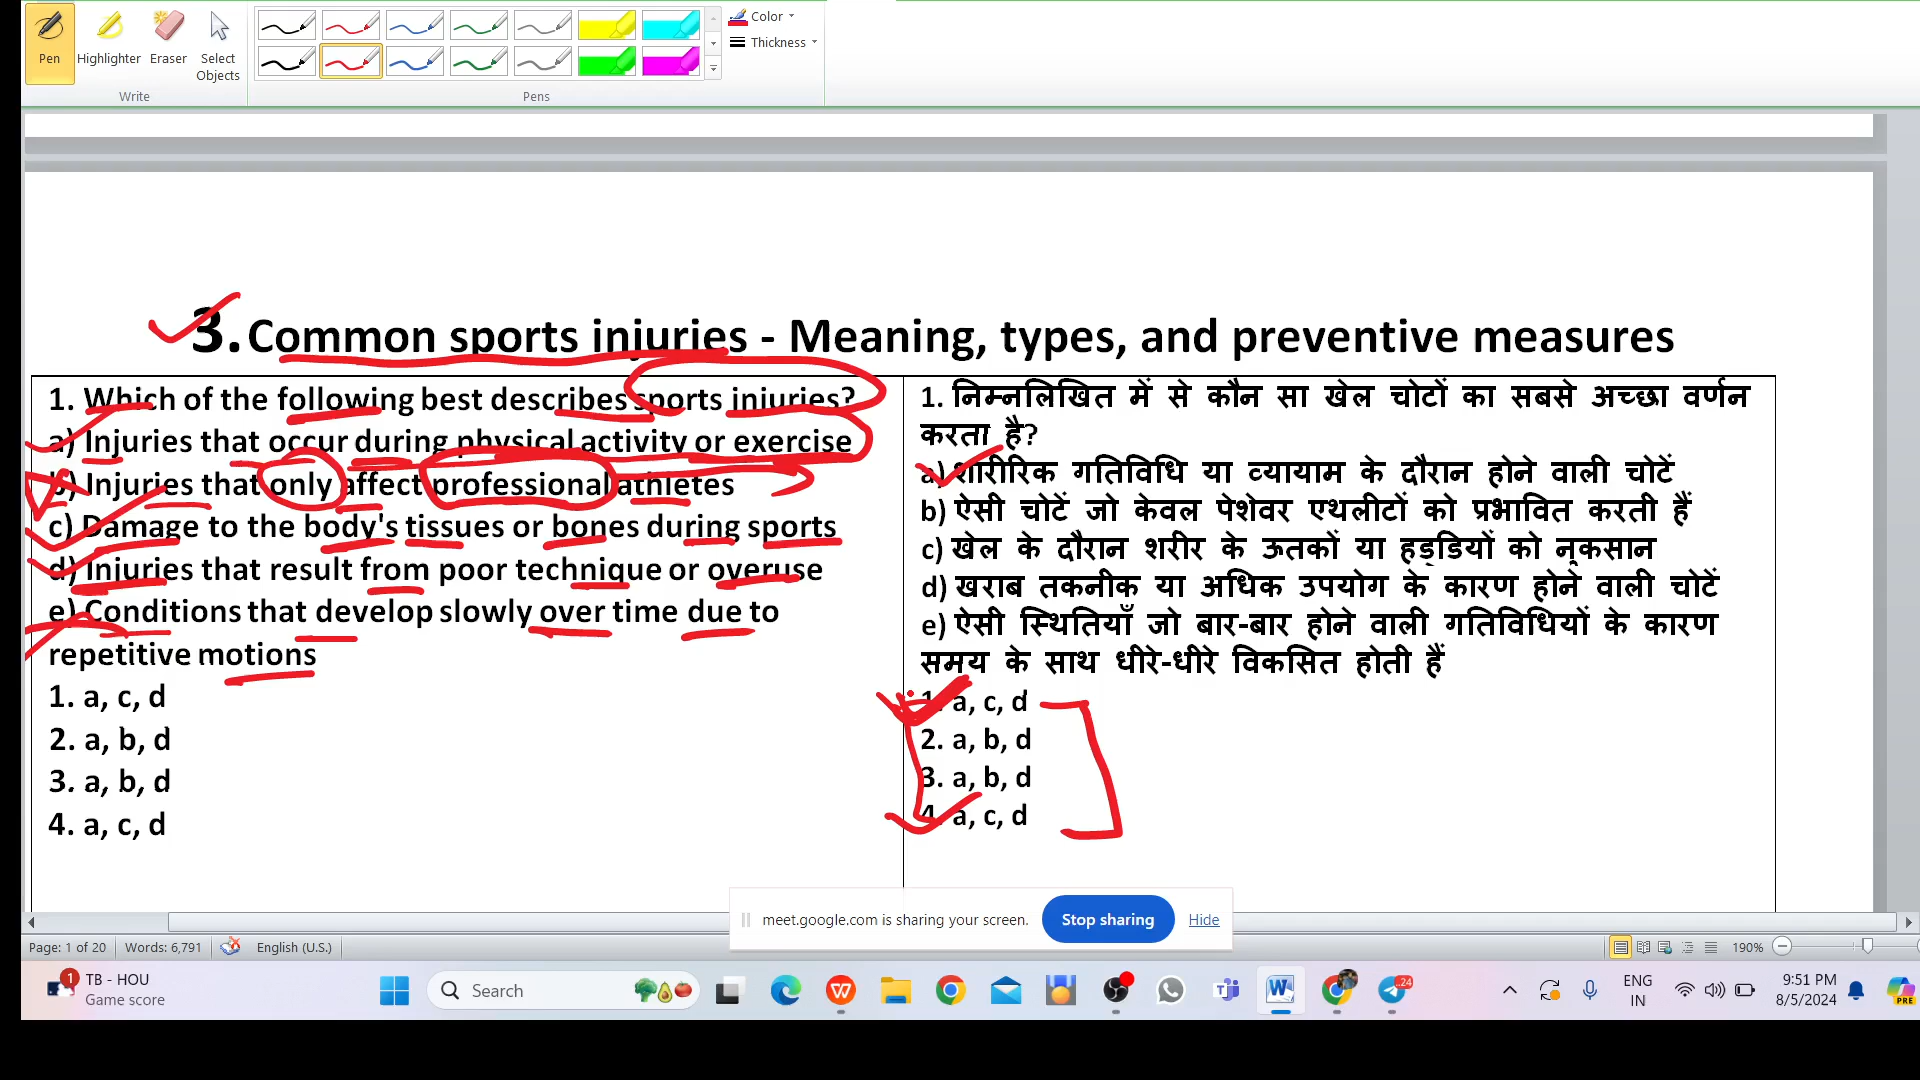 Pen
Highlighter
Eraser
Select
Objects
Write
Color
Thickness
Pens
3. Common sports injuries - Meaning, types, and preventive measures
1. Which of the following best describes sports injuries?
a) Injuries that occur during physical activity or exercise
b) Injuries that only affect professional athletes
c) Damage to the body's tissues or bones during sports
d) Injuries that result from poor technique or overuse
e) Conditions that develop slowly over time due to
repetitive motions
1. a, c, d
2. a, b, d
3. a, b, d
4. a, c, d
1. निम्नलिखित में से कौन सा खेल चोटों का सबसे अच्छा वर्णन
करता है?
a) शारीरिक गतिविधि या व्यायाम के दौरान होने वाली चोटें
b) ऐसी चोटें जो केवल पेशेवर एथलीटों को प्रभावित करती हैं
c) खेल के दौरान शरीर के ऊतकों या हड्डियों को नुकसान
d) खराब तकनीक या अधिक उपयोग के कारण होने वाली चोटें
e) ऐसी स्थितियाँ जो बार-बार होने वाली गतिविधियों के कारण
समय के साथ धीरे-धीरे विकसित होती हैं
1. a, c, d
2. a, b, d
3. a, b, d
4. a, c, d
meet.google.com is sharing your screen.
Stop sharing
Hide
Page: 1 of 20
Words: 6,791
English (U.S.)
190%
1
TB - HOU
Game score
Search
24
ENG
IN
9:51 PM
8/5/2024
PRE